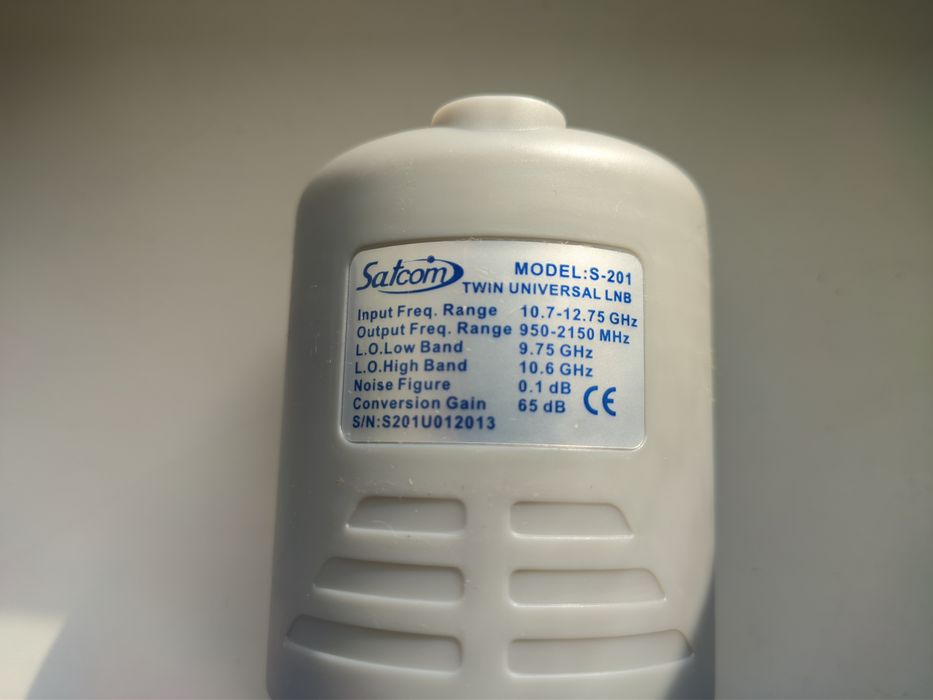 Satcom
MODEL:S-201
TWIN UNIVERSAL LNB
Input Freq. Range 10.7-12.75 GHz
Output Freq. Range 950-2150 MHz
L.O.Low Band 9.75 GHz
L.O.High Band 10.6 GHz
Noise Figure 0.1 dB
Conversion Gain 65 dB
CE
S/N:S201U012013